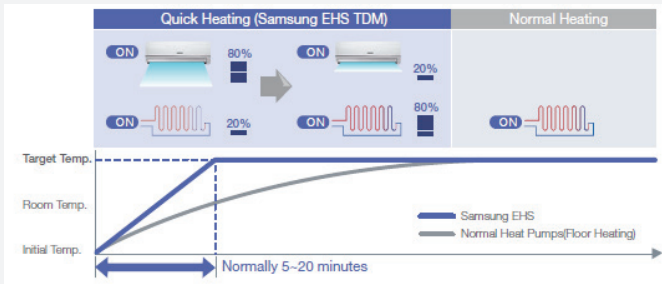 Quick Heating (Samsung EHS TDM)
Normal Heating
ON
80%
ON
20%
ON
20%
ON
80%
ON
Target Temp.
Room Temp.
Initial Temp.
Samsung EHS
Normal Heat Pumps(Floor Heating)
Normally 5~20 minutes